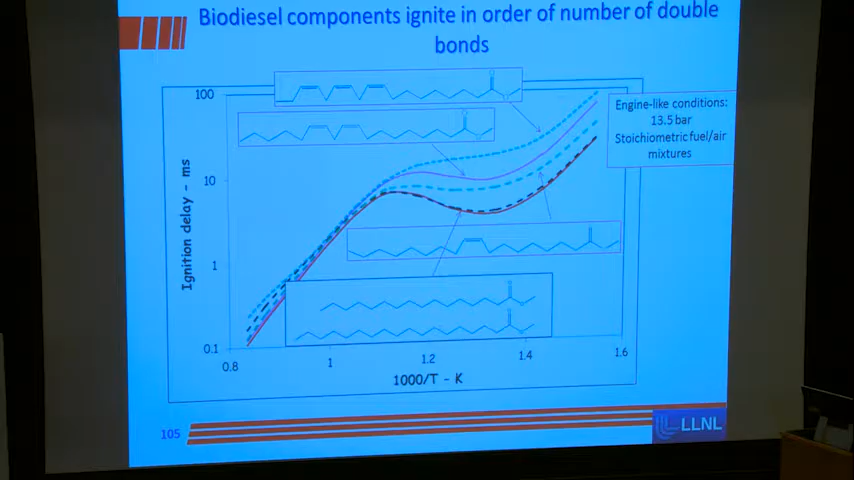 Biodiesel components ignite in order of number of double
bonds
Engine-like conditions:
13.5 bar
Stoichiometric fuel/air
mixtures
Ignition delay - ms
100
10
1
0.1
0.8
1
1.2
1.4
1.6
1000/T - K
105
LLNL